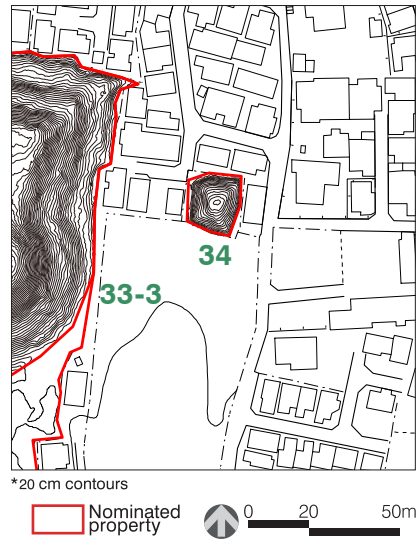 34
33-3
*20 cm contours
Nominated
property
0 20 50m